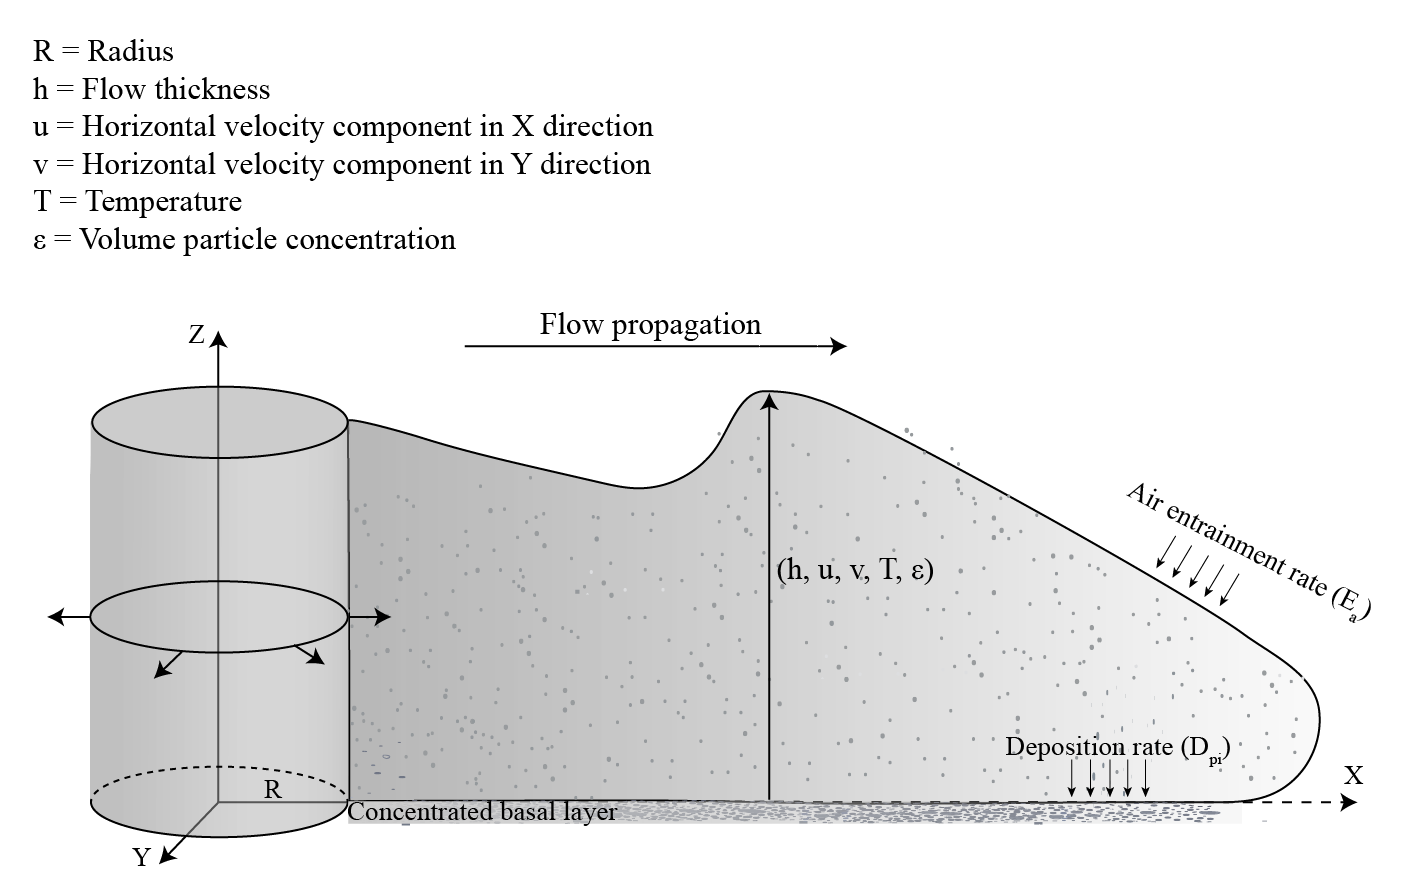 R = Radius
h = Flow thickness
u = Horizontal velocity component in X direction
v = Horizontal velocity component in Y direction
T = Temperature
ε = Volume particle concentration
Flow propagation
Z
Air entrainment rate (Eₐ)
(h, u, v, T, ε)
Deposition rate (D_pi)
X
R
Concentrated basal layer
Y